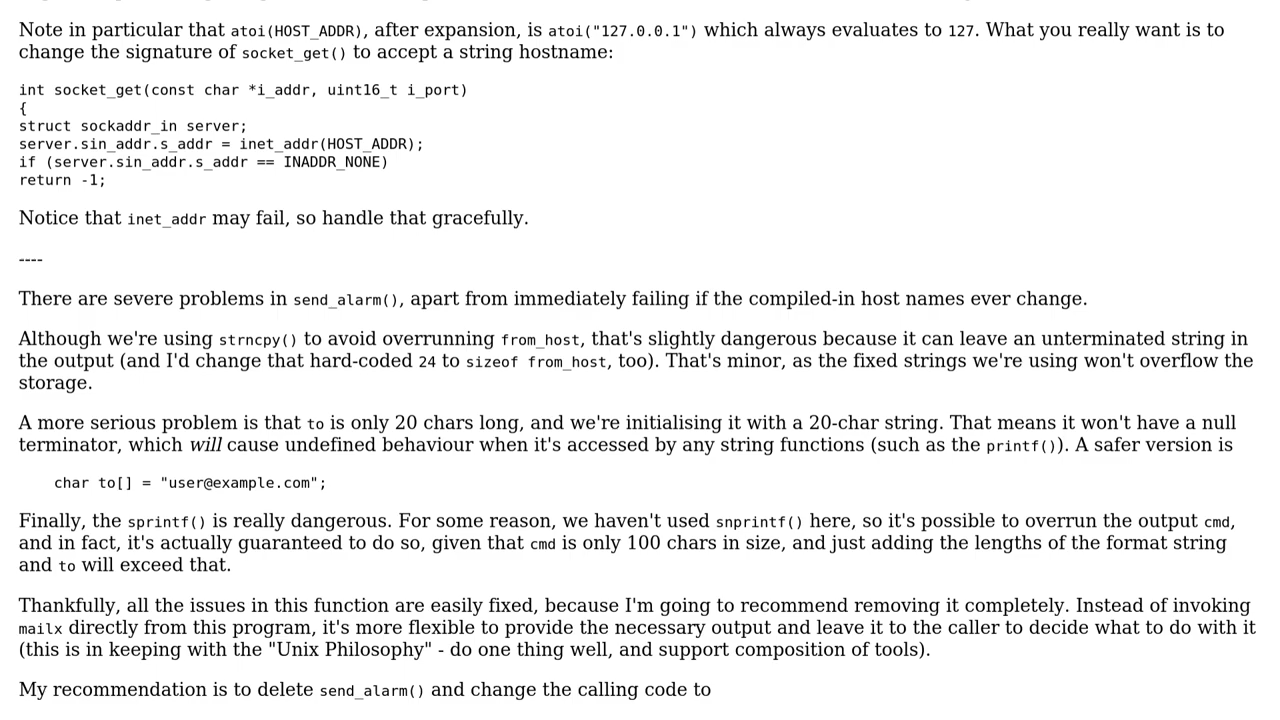 Note in particular that atoi(HOST_ADDR), after expansion, is atoi("127.0.0.1") which always evaluates to 127. What you really want is to
change the signature of socket_get() to accept a string hostname:
int socket_get(const char *i_addr, uint16_t i_port)
{
struct sockaddr_in server;
server.sin_addr.s_addr = inet_addr(HOST_ADDR);
if (server.sin_addr.s_addr == INADDR_NONE)
return -1;
Notice that inet_addr may fail, so handle that gracefully.
----
There are severe problems in send_alarm(), apart from immediately failing if the compiled-in host names ever change.
Although we're using strncpy() to avoid overrunning from_host, that's slightly dangerous because it can leave an unterminated string in
the output (and I'd change that hard-coded 24 to sizeof from_host, too). That's minor, as the fixed strings we're using won't overflow the
storage.
A more serious problem is that to is only 20 chars long, and we're initialising it with a 20-char string. That means it won't have a null
terminator, which will cause undefined behaviour when it's accessed by any string functions (such as the printf()). A safer version is
char to[] = "user@example.com";
Finally, the sprintf() is really dangerous. For some reason, we haven't used snprintf() here, so it's possible to overrun the output cmd,
and in fact, it's actually guaranteed to do so, given that cmd is only 100 chars in size, and just adding the lengths of the format string
and to will exceed that.
Thankfully, all the issues in this function are easily fixed, because I'm going to recommend removing it completely. Instead of invoking
mailx directly from this program, it's more flexible to provide the necessary output and leave it to the caller to decide what to do with it
(this is in keeping with the "Unix Philosophy" - do one thing well, and support composition of tools).
My recommendation is to delete send_alarm() and change the calling code to